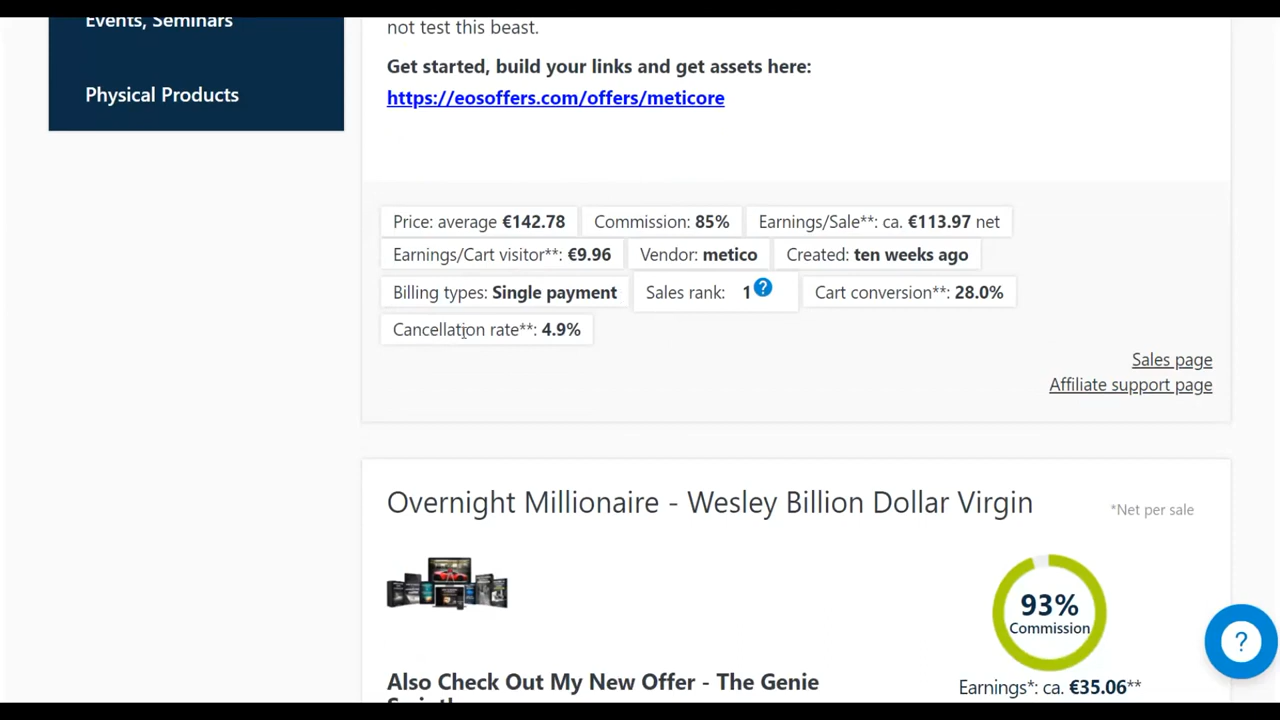 Events, Seminars
Physical Products
not test this beast.
Get started, build your links and get assets here:
https://eosoffers.com/offers/meticore
Price: average €142.78 Commission: 85% Earnings/Sale**: ca. €113.97 net
Earnings/Cart visitor**: €9.96 Vendor: metico Created: ten weeks ago
Billing types: Single payment Sales rank: 1 ? Cart conversion**: 28.0%
Cancellation rate**: 4.9%
Sales page
Affiliate support page
Overnight Millionaire - Wesley Billion Dollar Virgin
*Net per sale
93%
Commission
Also Check Out My New Offer - The Genie
Earnings*: ca. €35.06**
?